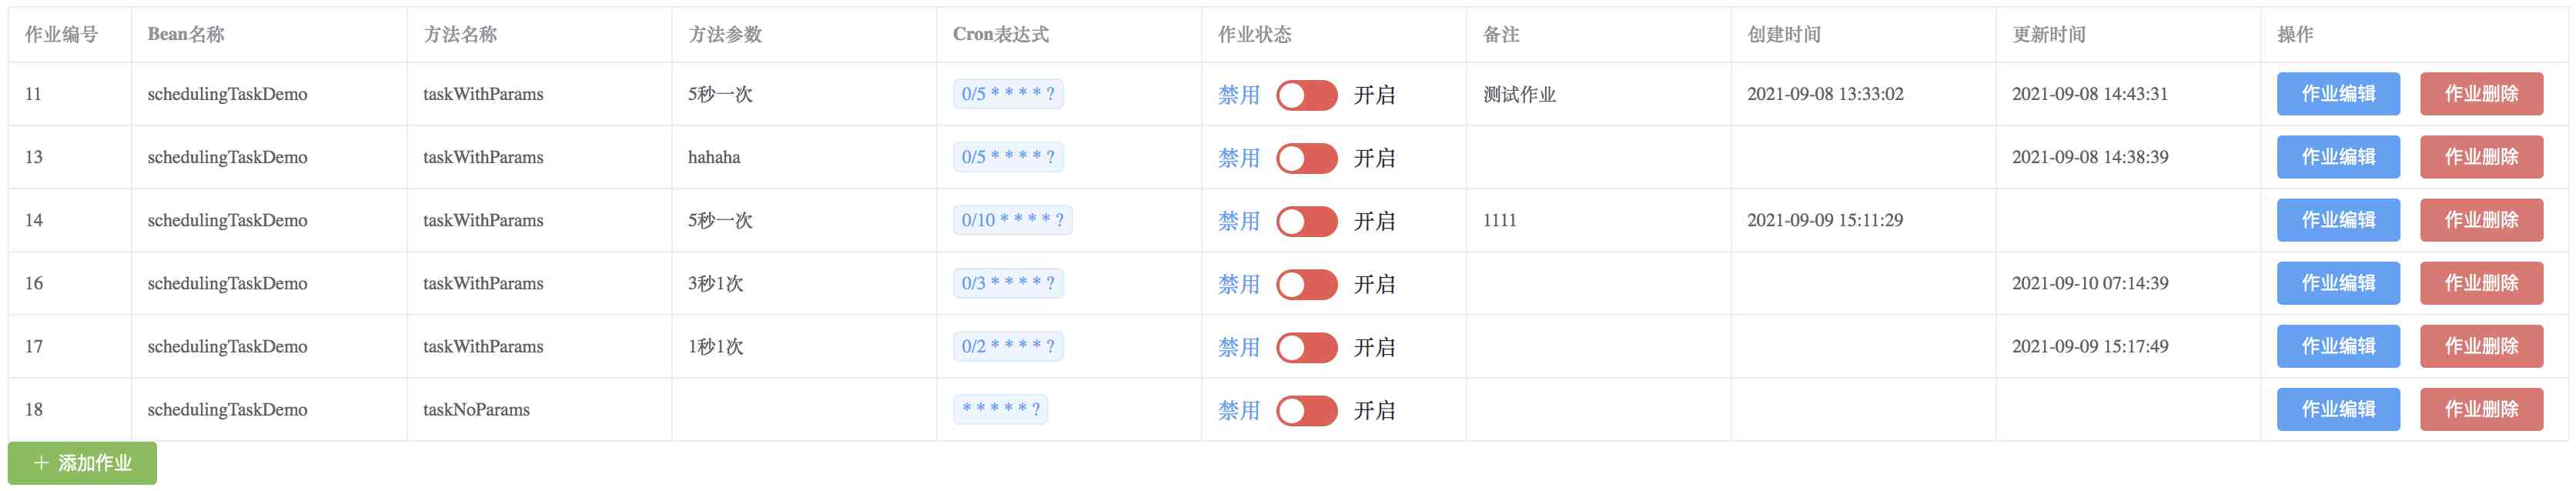 作业编号 Bean名称 方法名称 方法参数 Cron表达式 作业状态 备注 创建时间 更新时间 操作
11 schedulingTaskDemo taskWithParams 5秒一次 0/5 * * * * ? 禁用 开启 测试作业 2021-09-08 13:33:02 2021-09-08 14:43:31 作业编辑 作业删除
13 schedulingTaskDemo taskWithParams hahaha 0/5 * * * * ? 禁用 开启 2021-09-08 14:38:39 作业编辑 作业删除
14 schedulingTaskDemo taskWithParams 5秒一次 0/10 * * * * ? 禁用 开启 1111 2021-09-09 15:11:29 作业编辑 作业删除
16 schedulingTaskDemo taskWithParams 3秒1次 0/3 * * * * ? 禁用 开启 2021-09-10 07:14:39 作业编辑 作业删除
17 schedulingTaskDemo taskWithParams 1秒1次 0/2 * * * * ? 禁用 开启 2021-09-09 15:17:49 作业编辑 作业删除
18 schedulingTaskDemo taskNoParams * * * * * ? 禁用 开启 作业编辑 作业删除
+ 添加作业